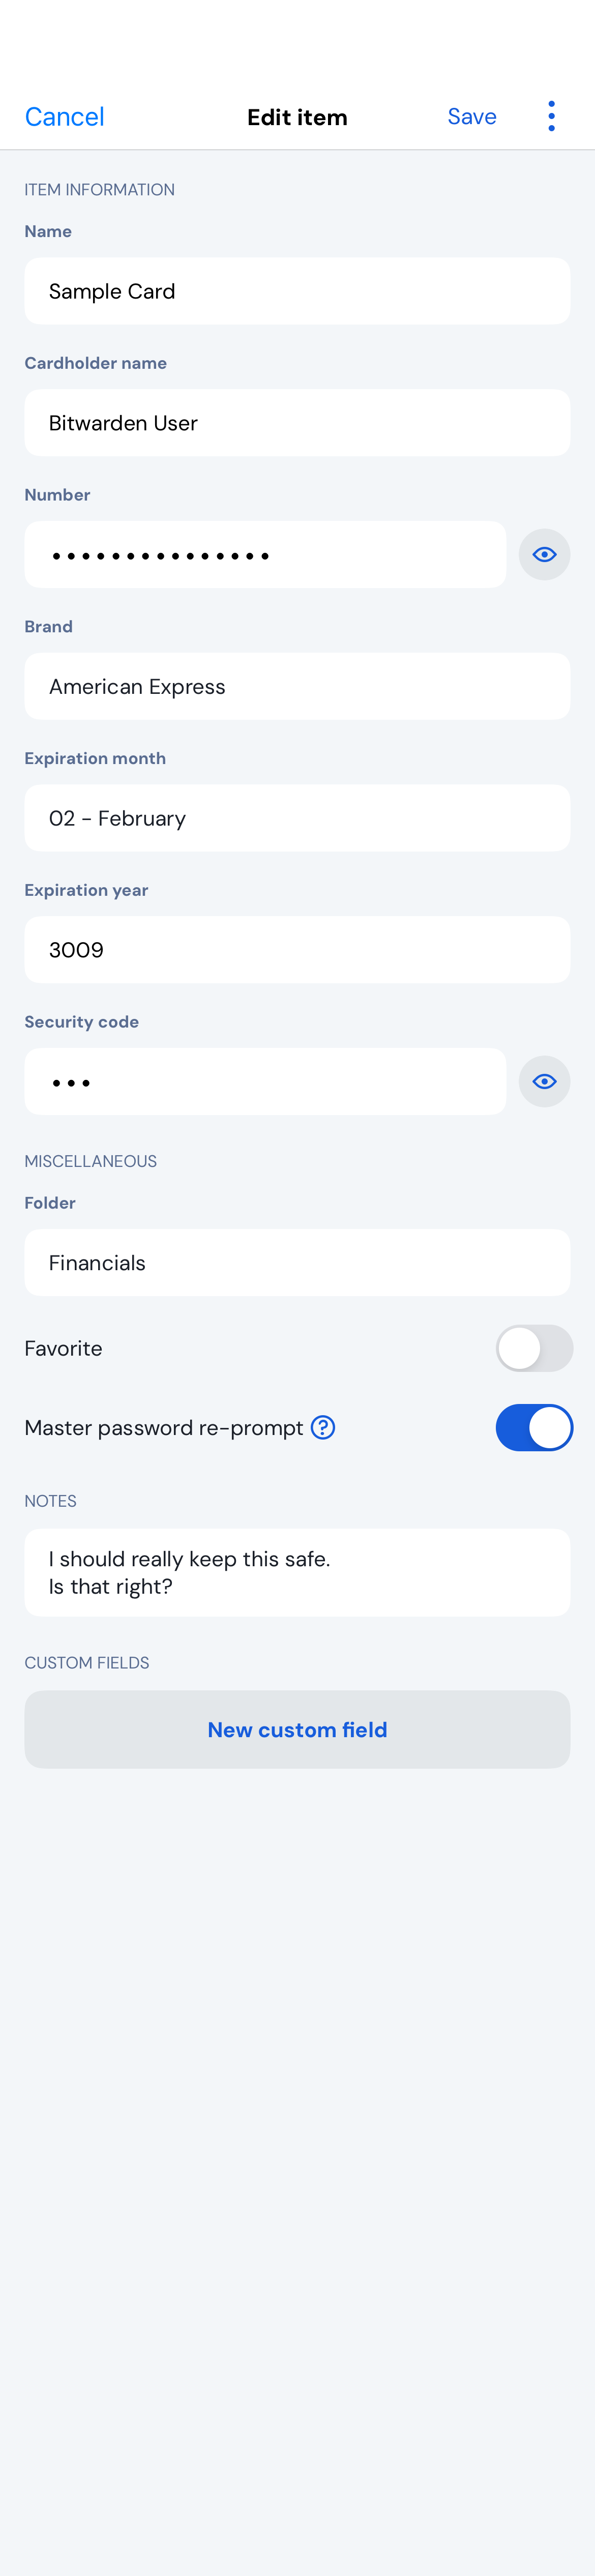 Cancel
Edit item
Save
ITEM INFORMATION
Name
Sample Card
Cardholder name
Bitwarden User
Number
•••••••••••••••
Brand
American Express
Expiration month
02 - February
Expiration year
3009
Security code
•••
MISCELLANEOUS
Folder
Financials
Favorite
Master password re-prompt ?
NOTES
I should really keep this safe.
Is that right?
CUSTOM FIELDS
New custom field